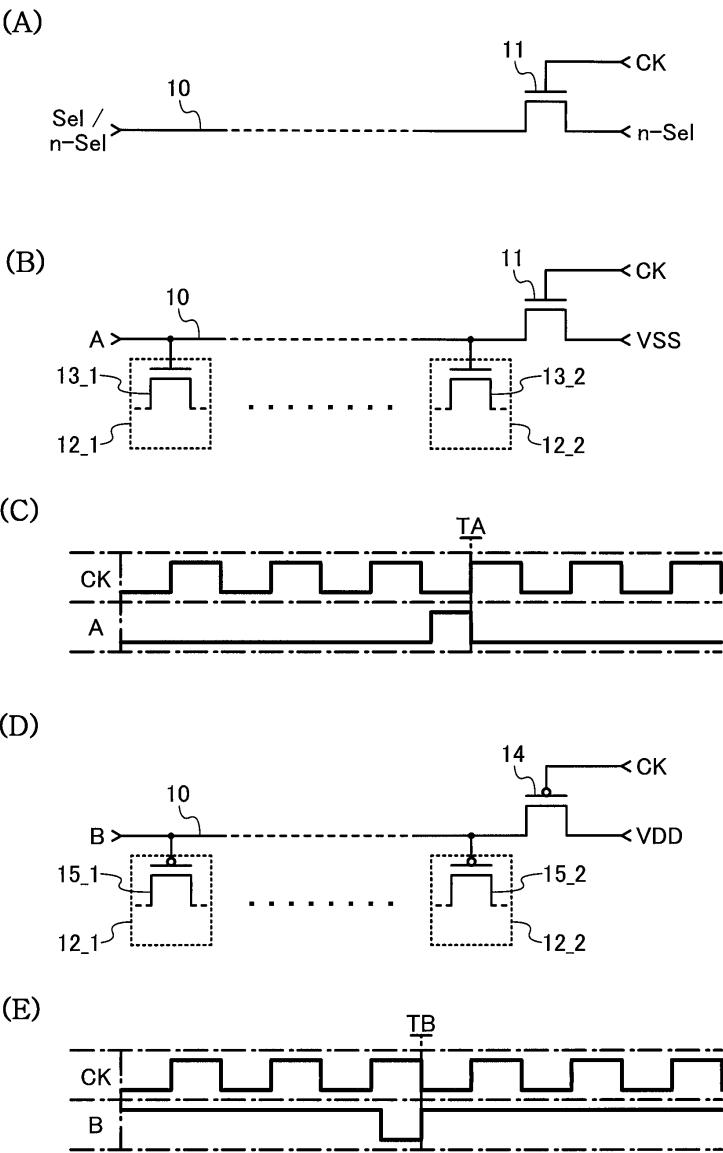 (A)
11
CK
10
Sel /
n-Sel
n-Sel
(B)
11
CK
10
A
VSS
13_1
13_2
12_1
12_2
(C)
TA
CK
A
(D)
14
CK
10
B
VDD
15_1
15_2
12_1
12_2
(E)
TB
CK
B